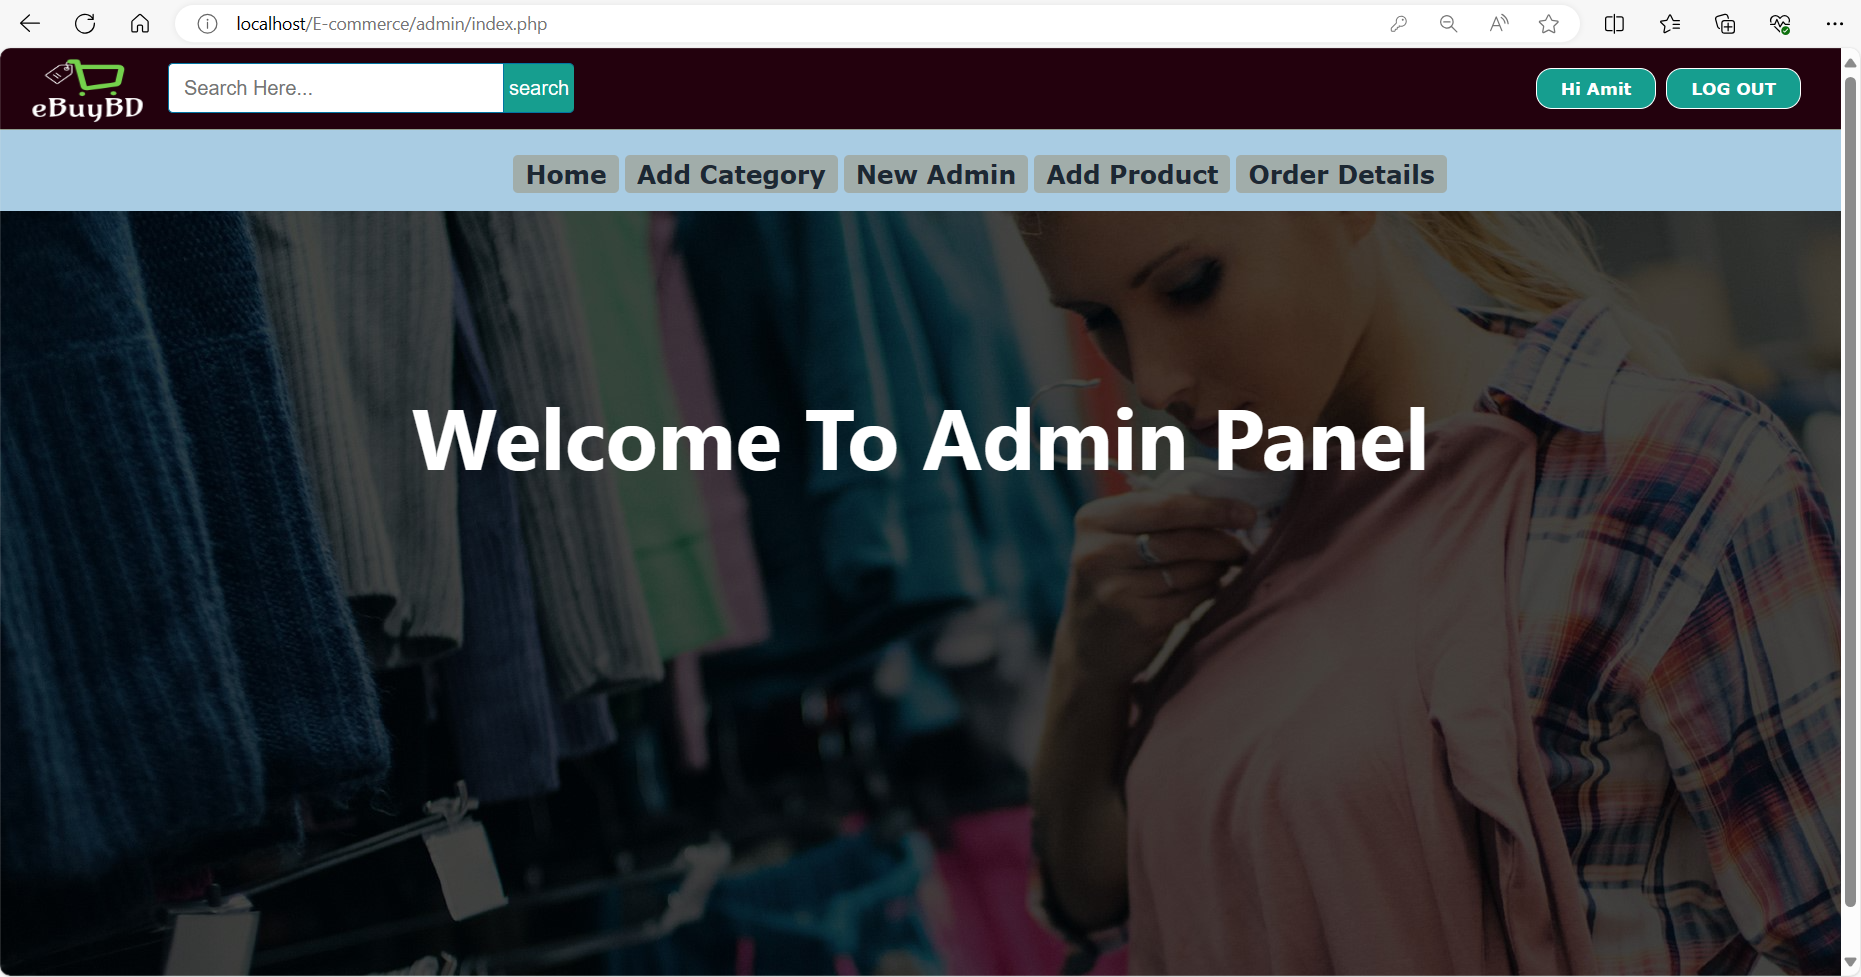 localhost/E-commerce/admin/index.php
eBuyBD
Search Here...
search
Hi Amit
LOG OUT
Home
Add Category
New Admin
Add Product
Order Details
Welcome To Admin Panel